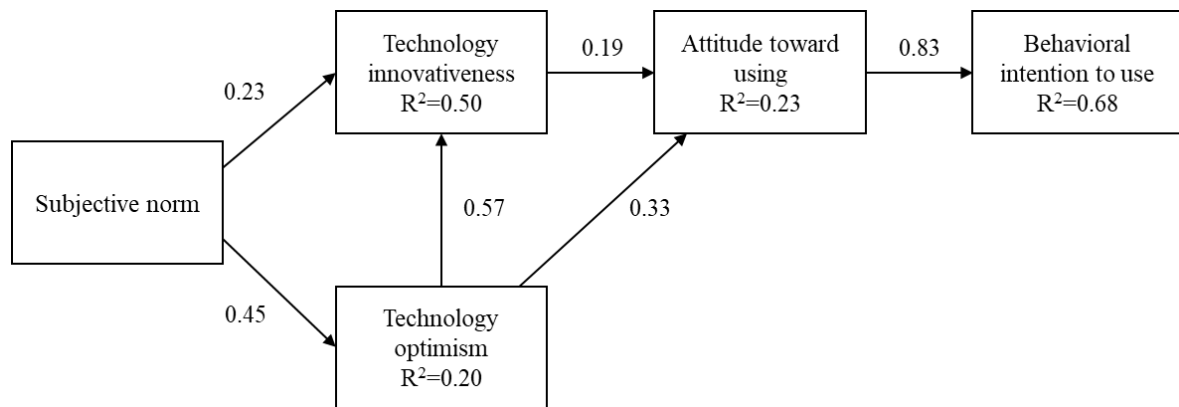 Technology
innovativeness
R²=0.50
0.19
Attitude toward
using
R²=0.23
0.83
Behavioral
intention to use
R²=0.68
0.23
Subjective norm
0.57
0.33
0.45
Technology
optimism
R²=0.20